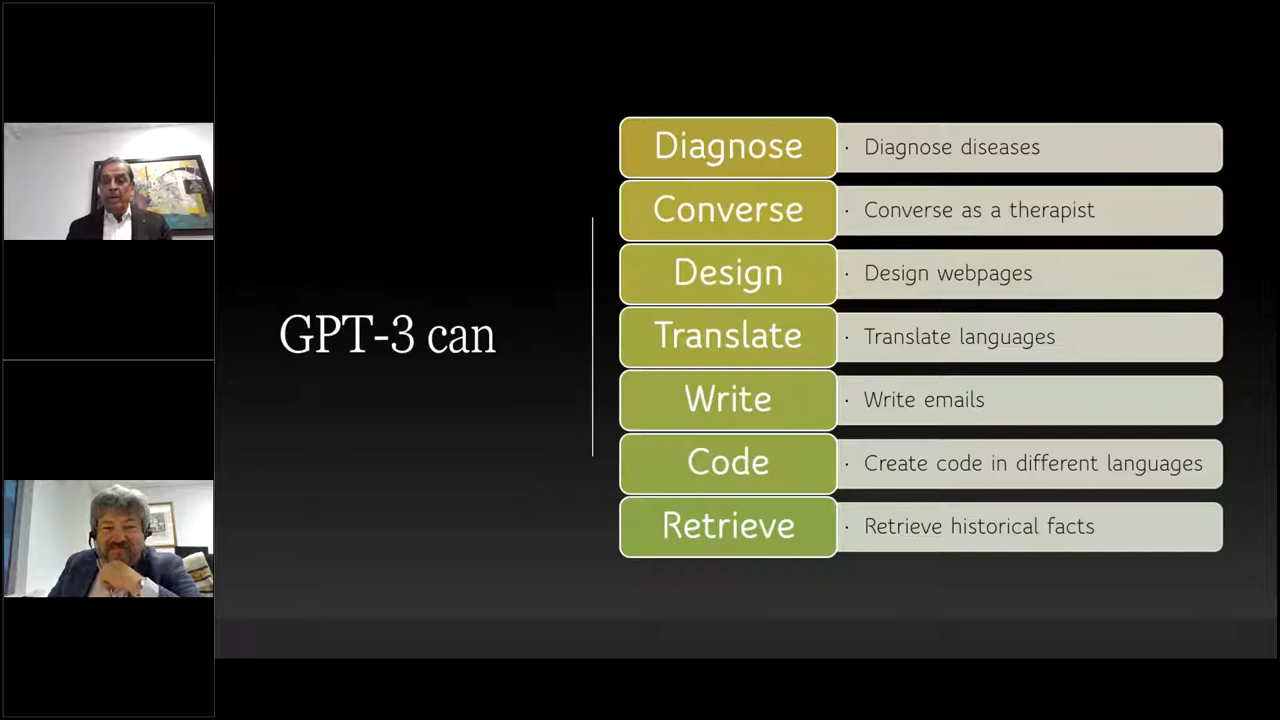 GPT-3 can
Diagnose
· Diagnose diseases
Converse
· Converse as a therapist
Design
· Design webpages
Translate
· Translate languages
Write
· Write emails
Code
· Create code in different languages
Retrieve
· Retrieve historical facts